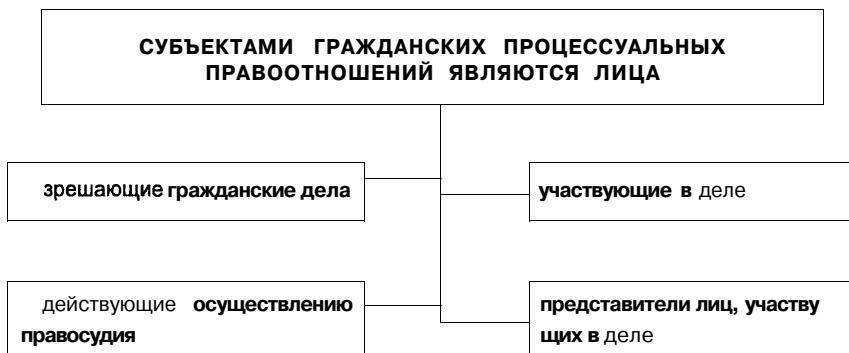 СУБЪЕКТАМИ ГРАЖДАНСКИХ ПРОЦЕССУАЛЬНЫХ
ПРАВООТНОШЕНИЙ ЯВЛЯЮТСЯ ЛИЦА
зрешающие гражданские дела
участвующие в деле
действующие осуществлению
правосудия
представители лиц, участву
щих в деле